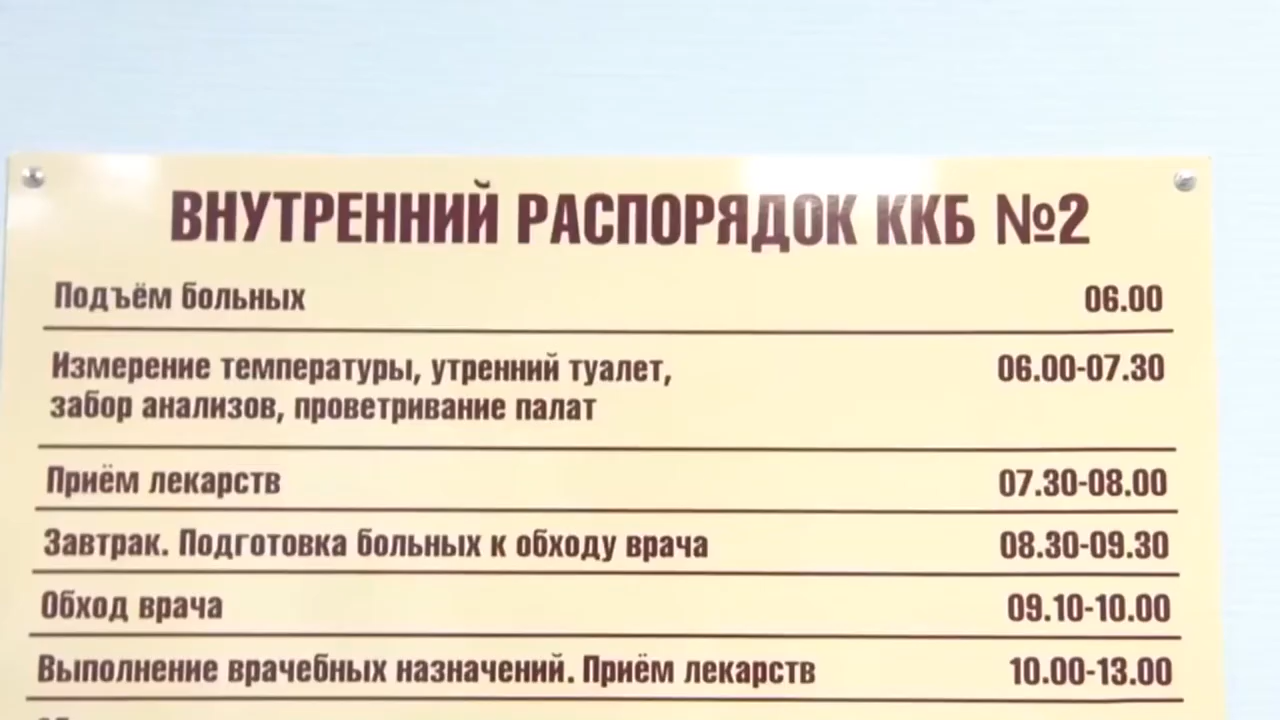 ВНУТРЕННИЙ РАСПОРЯДОК ККБ №2
Подъём больных 06.00
Измерение температуры, утренний туалет, 06.00-07.30
забор анализов, проветривание палат
Приём лекарств 07.30-08.00
Завтрак. Подготовка больных к обходу врача 08.30-09.30
Обход врача 09.10-10.00
Выполнение врачебных назначений. Приём лекарств 10.00-13.00